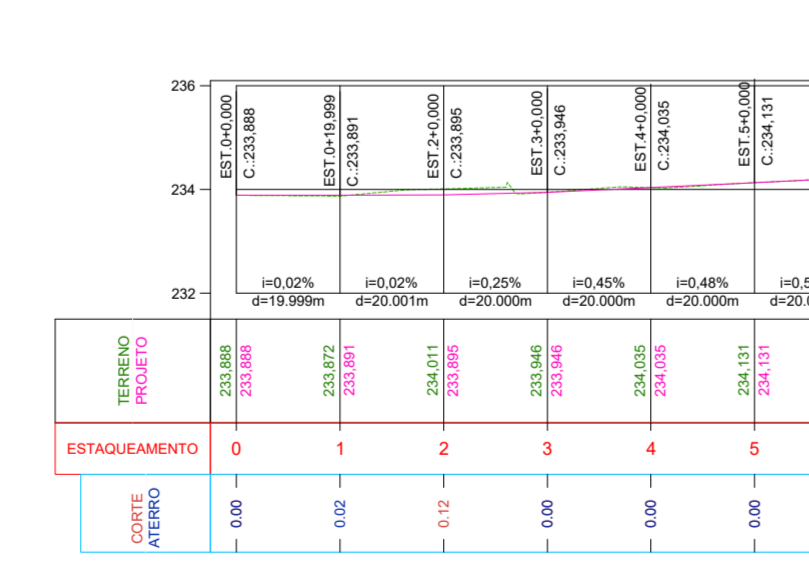 236
234
232
EST.0+0,000
C.:233,888
EST.0+19,999
C.:233,891
EST.2+0,000
C.:233,895
EST.3+0,000
C.:233,946
EST.4+0,000
C.:234,035
EST.5+0,000
C.:234,131
i=0,02%
d=19.999m
i=0,02%
d=20.001m
i=0,25%
d=20.000m
i=0,45%
d=20.000m
i=0,48%
d=20.000m
i=0,5
d=20.0
TERRENO
PROJETO
233,888
233,888
233,872
233,891
234,011
233,895
233,946
233,946
234,035
234,035
234,131
234,131
ESTAQUEAMENTO 0 1 2 3 4 5
CORTE
ATERRO
0.00 0.02 0.12 0.00 0.00 0.00